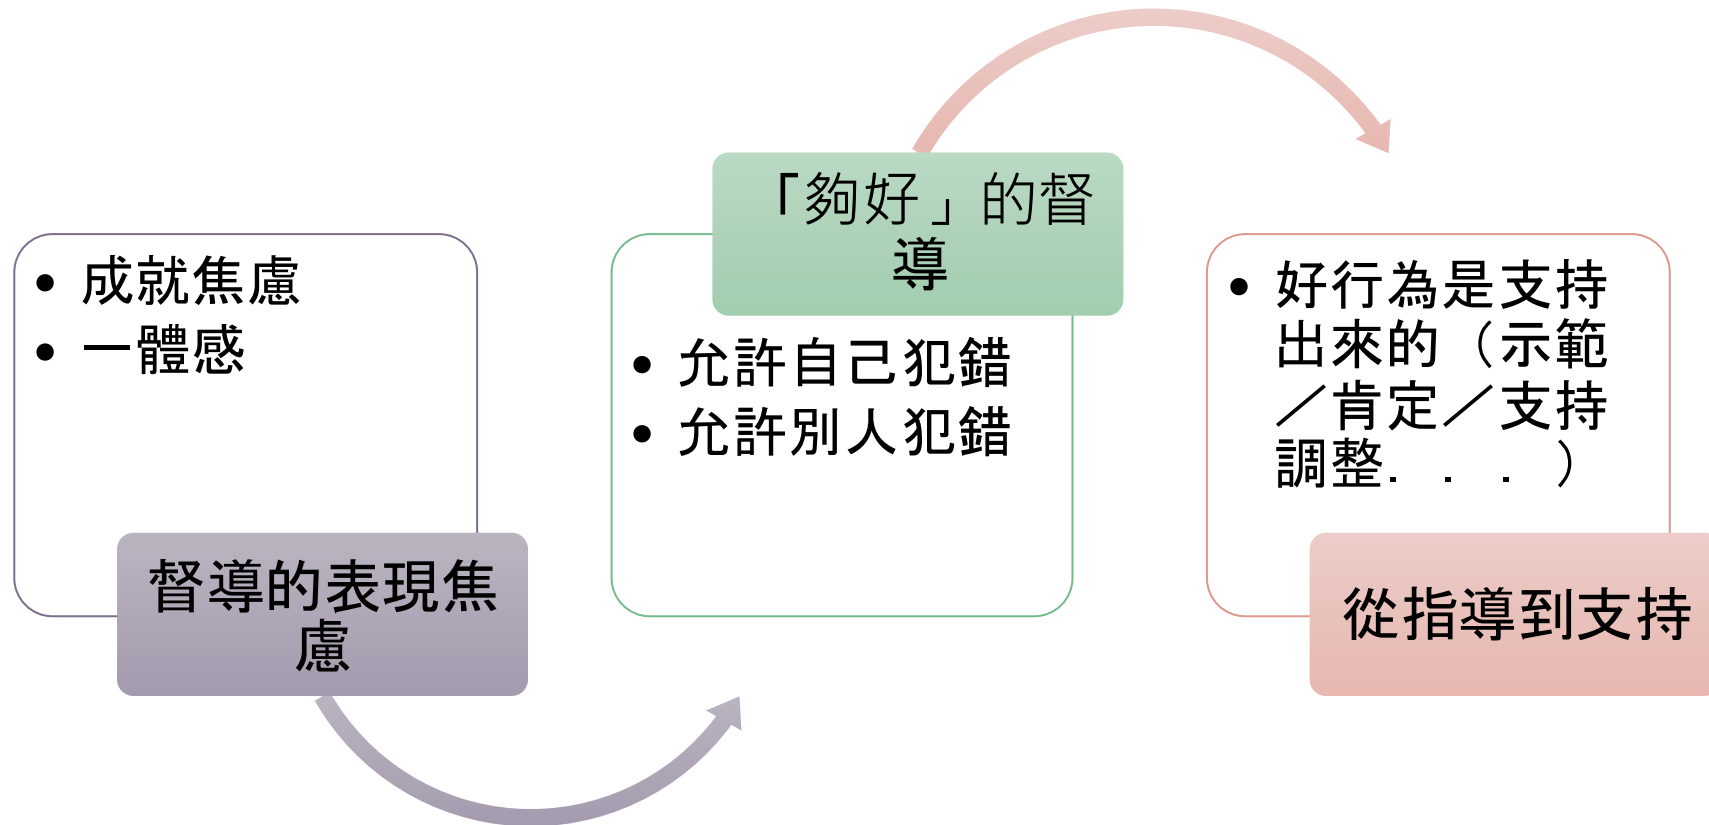 • 成就焦慮
• 一體感
督導的表現焦
慮
「夠好」的督
導
• 允許自己犯錯
• 允許別人犯錯
• 好行為是支持
出來的（示範
／肯定／支持
調整．．．）
從指導到支持